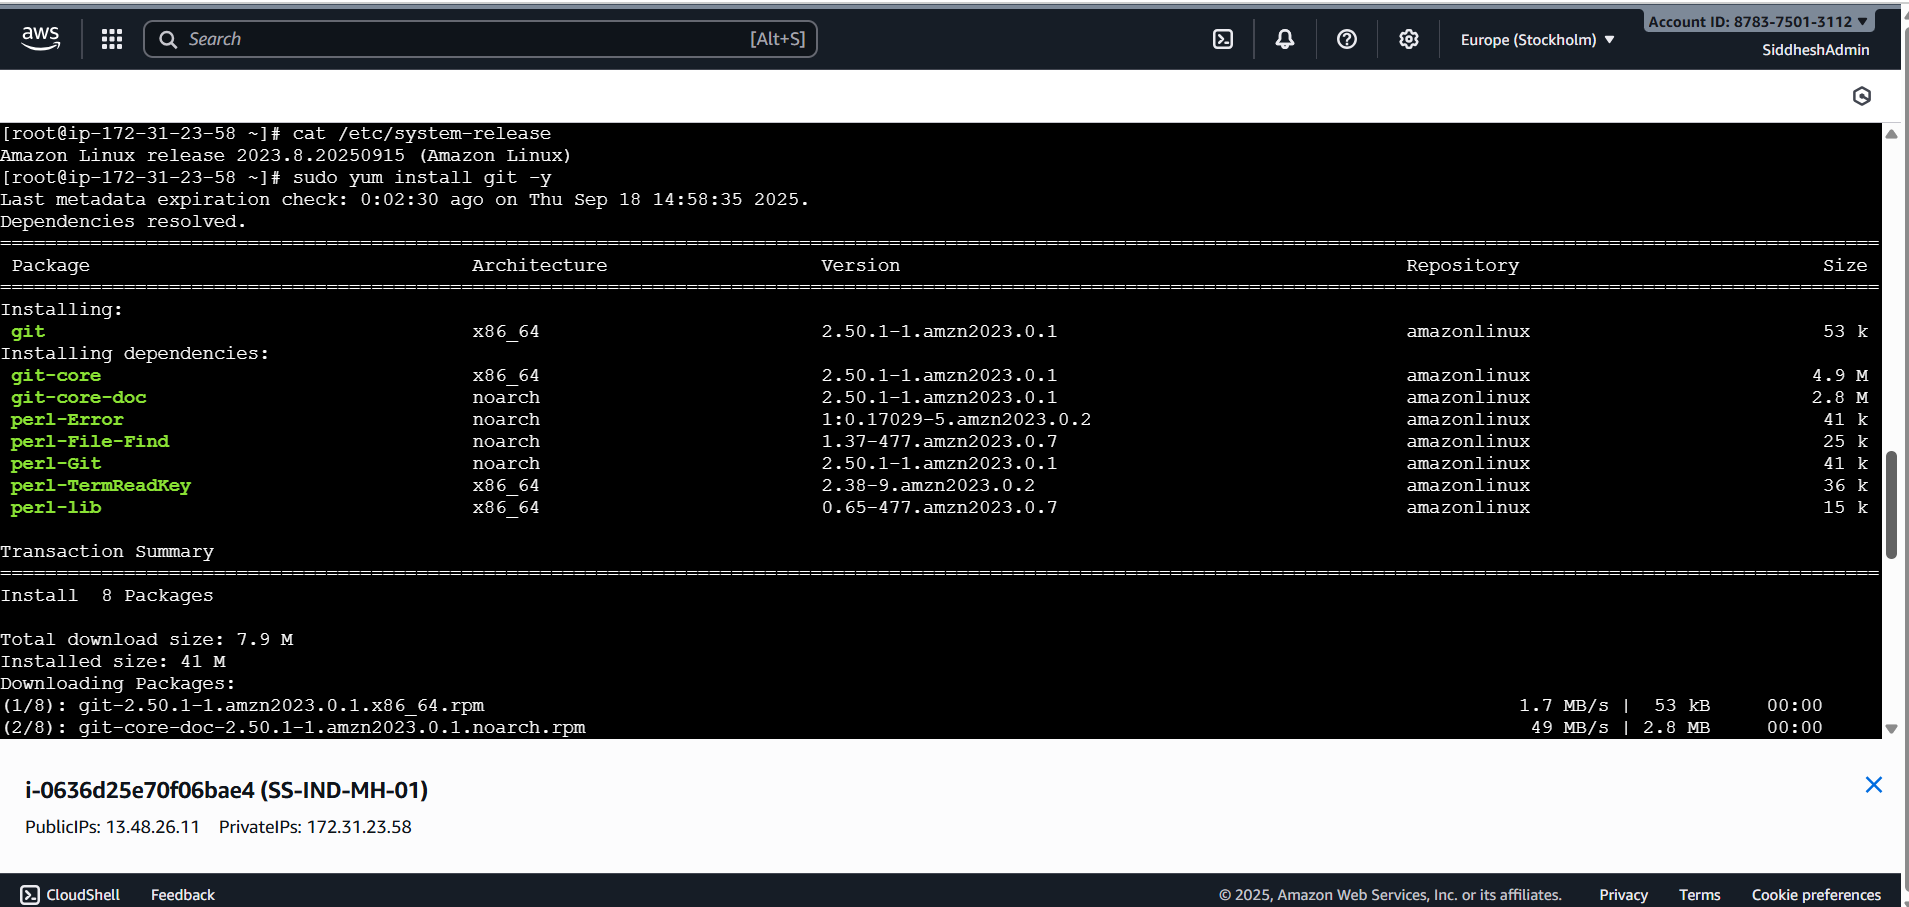 aws
Search [Alt+S]
Europe (Stockholm) ▼
Account ID: 8783-7501-3112 ▼
SiddheshAdmin
[root@ip-172-31-23-58 ~]# cat /etc/system-release
Amazon Linux release 2023.8.20250915 (Amazon Linux)
[root@ip-172-31-23-58 ~]# sudo yum install git -y
Last metadata expiration check: 0:02:30 ago on Thu Sep 18 14:58:35 2025.
Dependencies resolved.
Package Architecture Version Repository Size
Installing:
git x86_64 2.50.1-1.amzn2023.0.1 amazonlinux 53 k
Installing dependencies:
git-core x86_64 2.50.1-1.amzn2023.0.1 amazonlinux 4.9 M
git-core-doc noarch 2.50.1-1.amzn2023.0.1 amazonlinux 2.8 M
perl-Error noarch 1:0.17029-5.amzn2023.0.2 amazonlinux 41 k
perl-File-Find noarch 1.37-477.amzn2023.0.7 amazonlinux 25 k
perl-Git noarch 2.50.1-1.amzn2023.0.1 amazonlinux 41 k
perl-TermReadKey x86_64 2.38-9.amzn2023.0.2 amazonlinux 36 k
perl-lib x86_64 0.65-477.amzn2023.0.7 amazonlinux 15 k
Transaction Summary
Install 8 Packages
Total download size: 7.9 M
Installed size: 41 M
Downloading Packages:
(1/8): git-2.50.1-1.amzn2023.0.1.x86_64.rpm 1.7 MB/s | 53 kB 00:00
(2/8): git-core-doc-2.50.1-1.amzn2023.0.1.noarch.rpm 49 MB/s | 2.8 MB 00:00
i-0636d25e70f06bae4 (SS-IND-MH-01)
PublicIPs: 13.48.26.11 PrivateIPs: 172.31.23.58
CloudShell Feedback © 2025, Amazon Web Services, Inc. or its affiliates. Privacy Terms Cookie preferences